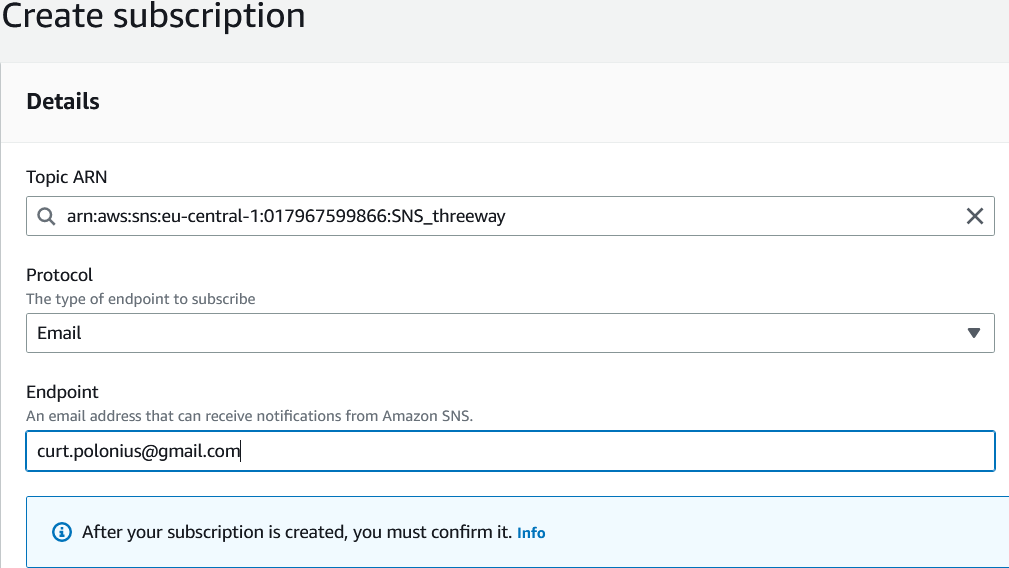 Create subscription
Details
Topic ARN
arn:aws:sns:eu-central-1:017967599866:SNS_threeway
Protocol
The type of endpoint to subscribe
Email
Endpoint
An email address that can receive notifications from Amazon SNS.
curt.polonius@gmail.com
After your subscription is created, you must confirm it. Info